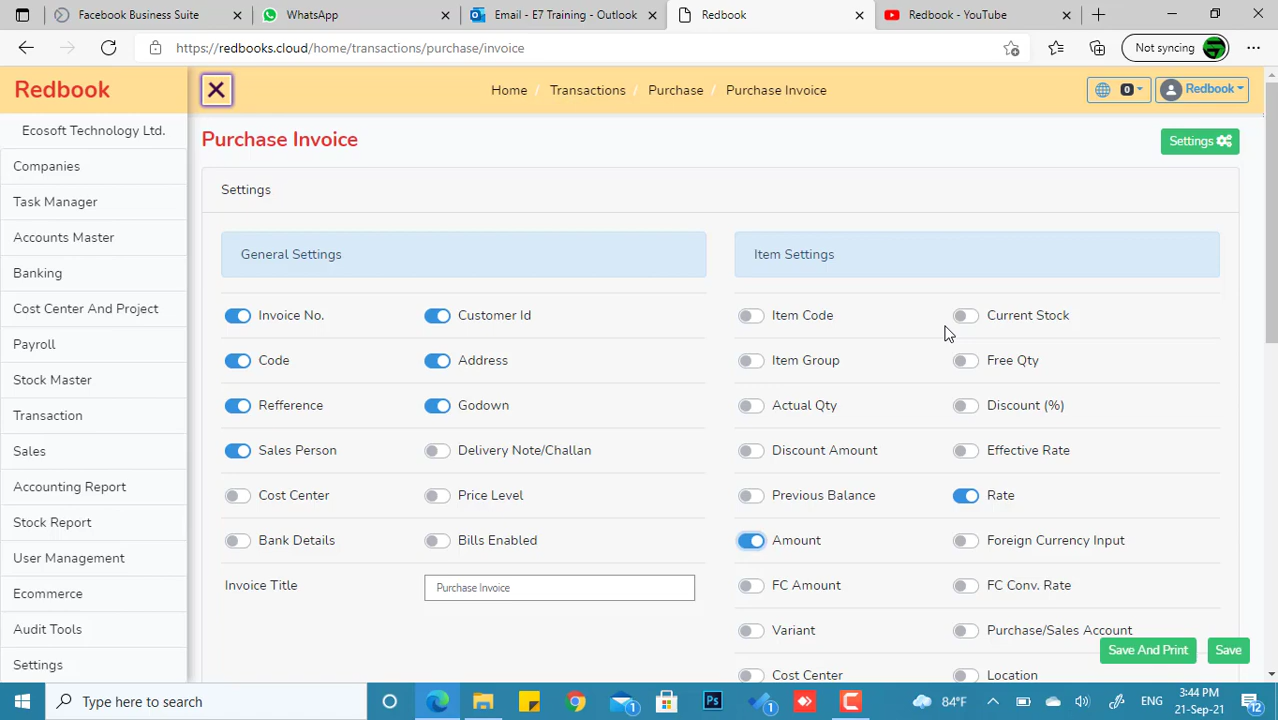 Facebook Business Suite
WhatsApp
Email - E7 Training - Outlook
Redbook
Redbook - YouTube
https://redbooks.cloud/home/transactions/purchase/invoice
Not syncing
Redbook
Home / Transactions / Purchase / Purchase Invoice
0
Redbook
Ecosoft Technology Ltd.
Companies
Task Manager
Accounts Master
Banking
Cost Center And Project
Payroll
Stock Master
Transaction
Sales
Accounting Report
Stock Report
User Management
Ecommerce
Audit Tools
Settings
Purchase Invoice
Settings
Settings
General Settings
Invoice No. Customer Id
Code Address
Refference Godown
Sales Person Delivery Note/Challan
Cost Center Price Level
Bank Details Bills Enabled
Invoice Title Purchase Invoice
Item Settings
Item Code Current Stock
Item Group Free Qty
Actual Qty Discount (%)
Discount Amount Effective Rate
Previous Balance Rate
Amount Foreign Currency Input
FC Amount FC Conv. Rate
Variant Purchase/Sales Account
Cost Center Location
Save And Print Save
Type here to search
Ps
1
1
84°F
ENG
3:44 PM
21-Sep-21
12